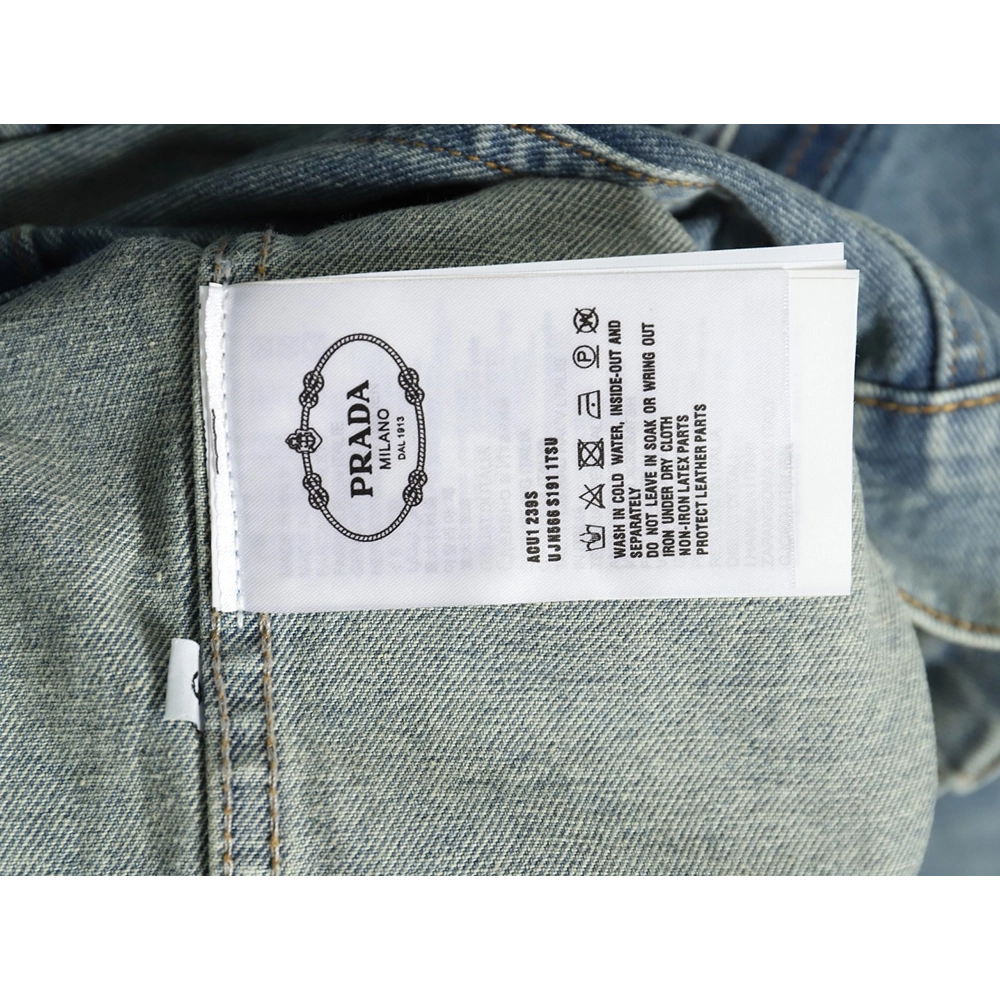 PRADA
MILANO
DAL 1913
ACU1 239S
UJN566 S191 1TSU
P
WASH IN COLD WATER, INSIDE-OUT AND
SEPARATELY
DO NOT LEAVE IN SOAK OR WRING OUT
IRON UNDER DRY CLOTH
NON-IRON LATEX PARTS
PROTECT LEATHER PARTS